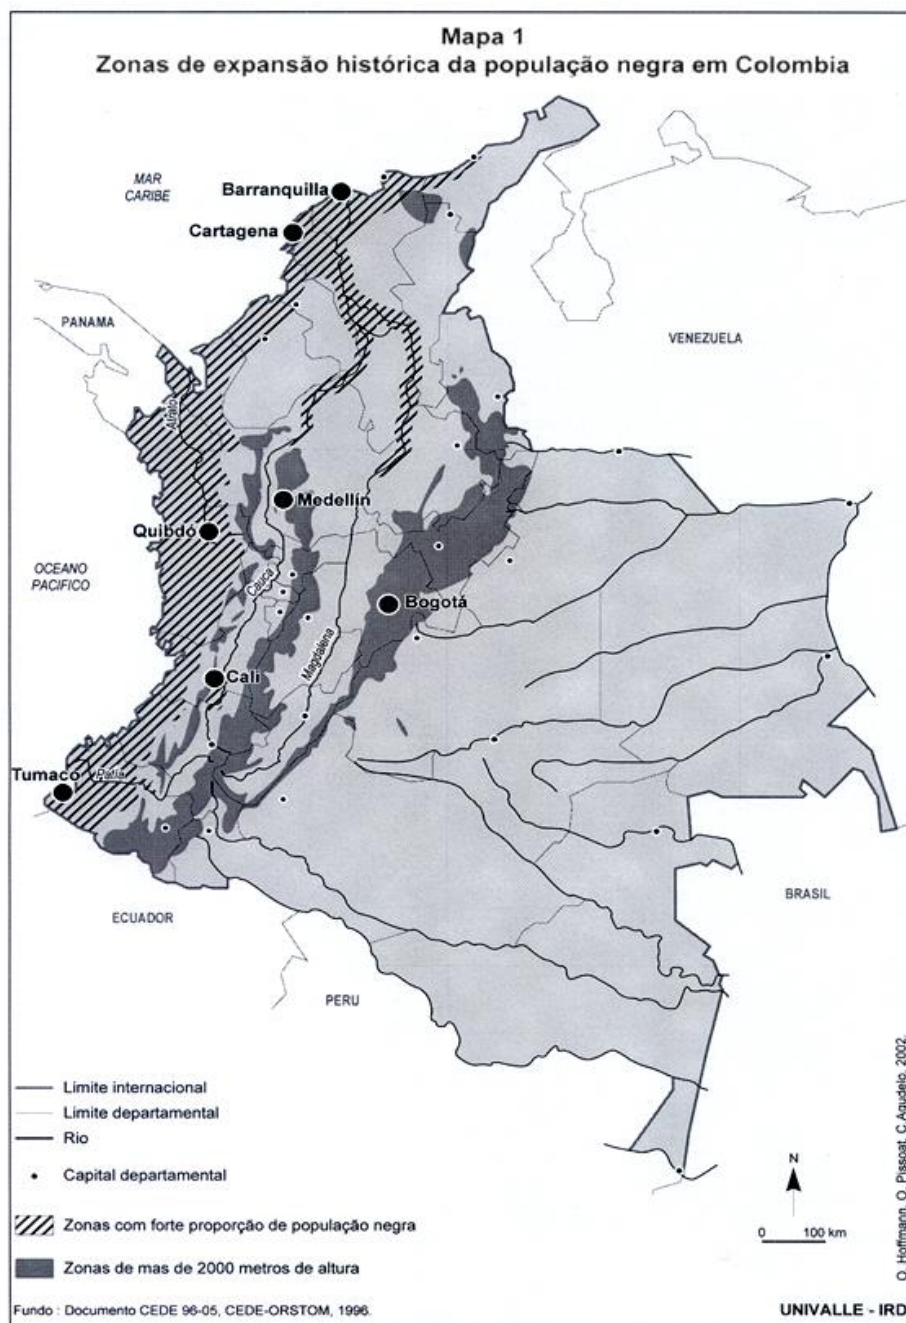 Mapa 1
Zonas de expansão histórica da população negra em Colombia
MAR
CARIBE
Barranquilla
Cartagena
PANAMA
VENEZUELA
Atrato
Medellín
Quibdó
OCEANO
PACIFICO
Cauca
Bogotá
Magdalena
Cali
Tumaco
Patía
BRASIL
ECUADOR
PERU
Limite internacional
Limite departamental
Rio
Capital departamental
N
0 100 km
Zonas com forte proporção de população negra
Zonas de mas de 2000 metros de altura
Fundo : Documento CEDE 96-05, CEDE-ORSTOM, 1996.
UNIVALLE - IRD
O. Hoffmann, O. Pissoat, C.Agudelo, 2002.